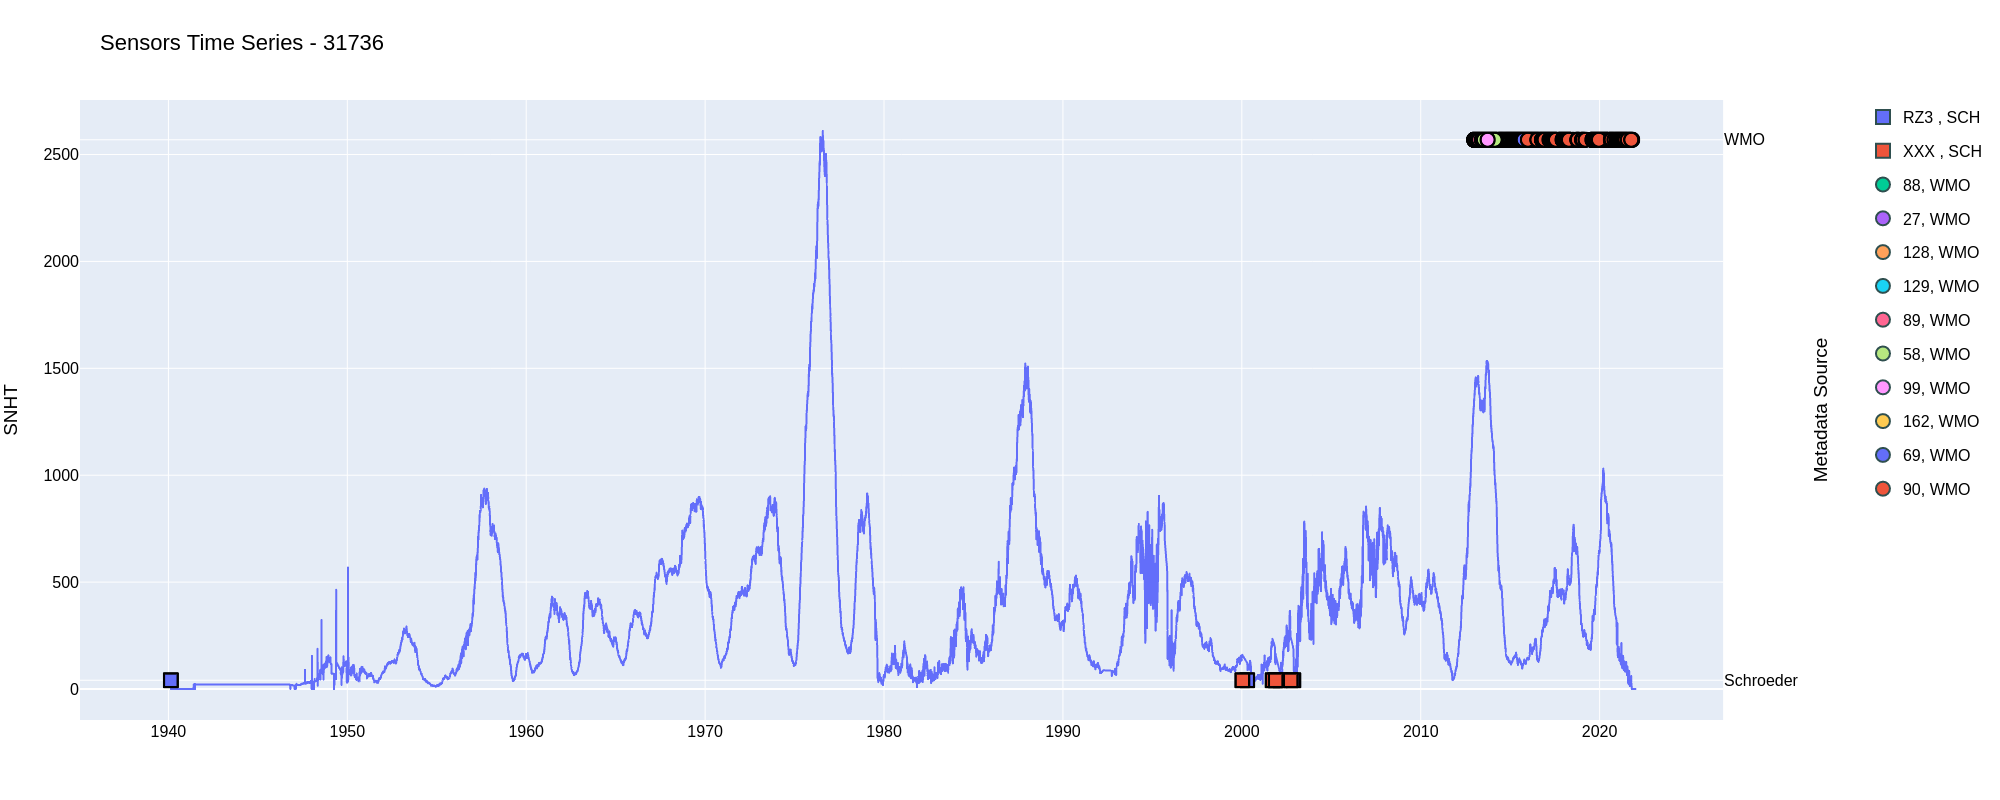 Sensors Time Series - 31736
SNHT
2500
2000
1500
1000
500
0
1940
1950
1960
1970
1980
1990
2000
2010
2020
WMO
Schroeder
Metadata Source
RZ3 , SCH
XXX , SCH
88, WMO
27, WMO
128, WMO
129, WMO
89, WMO
58, WMO
99, WMO
162, WMO
69, WMO
90, WMO